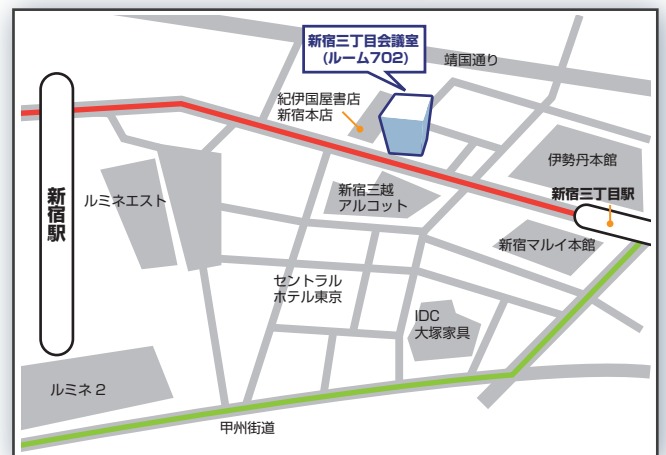 新宿三丁目会議室
(ルーム702)
靖国通り
紀伊国屋書店
新宿本店
伊勢丹本館
新宿駅
ルミネエスト
新宿三越
アルコット
新宿三丁目駅
新宿マルイ本館
セントラル
ホテル東京
IDC
大塚家具
ルミネ2
甲州街道